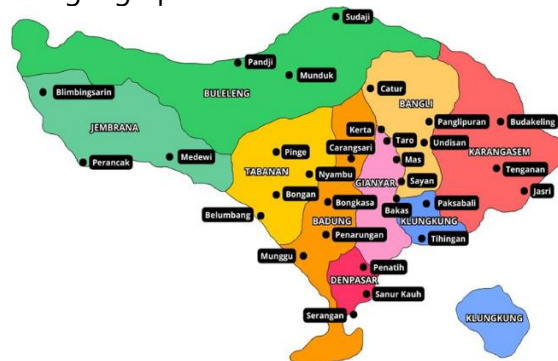 Sudaji
Pandji
Munduk
Blimbingsarin
BULELENG
Catur
BANGLI
JEMBRANA
Kerta
Panglipuran
Budakeling
Carangsari
Taro
Undisan
KARANGASEM
Perancak
Medewi
Pinge
Mas
TABANAN
Nyambu
GIANYAR
Sayan
Tenganan
Jasri
Bongan
Bongkasa
Bakas
Paksabali
Belumbang
BADUNG
KLUNGKUNG
Penarungan
Tihingan
Munggu
Penatih
DENPASAR
Sanur Kauh
Serangan
KLUNGKUNG